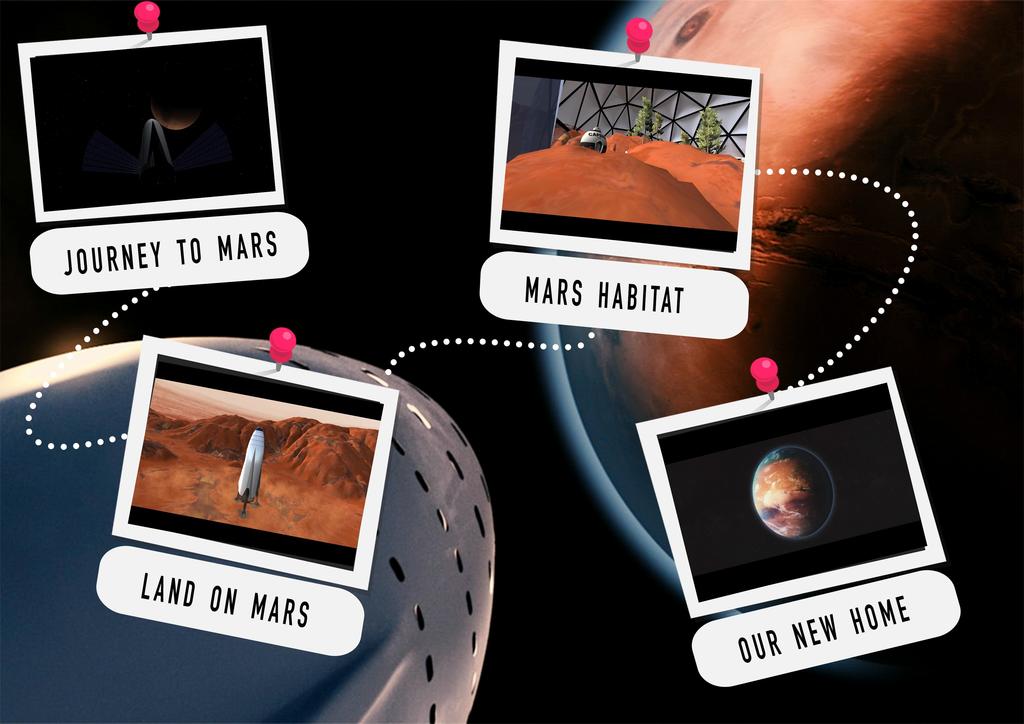 JOURNEY TO MARS
LAND ON MARS
MARS HABITAT
OUR NEW HOME